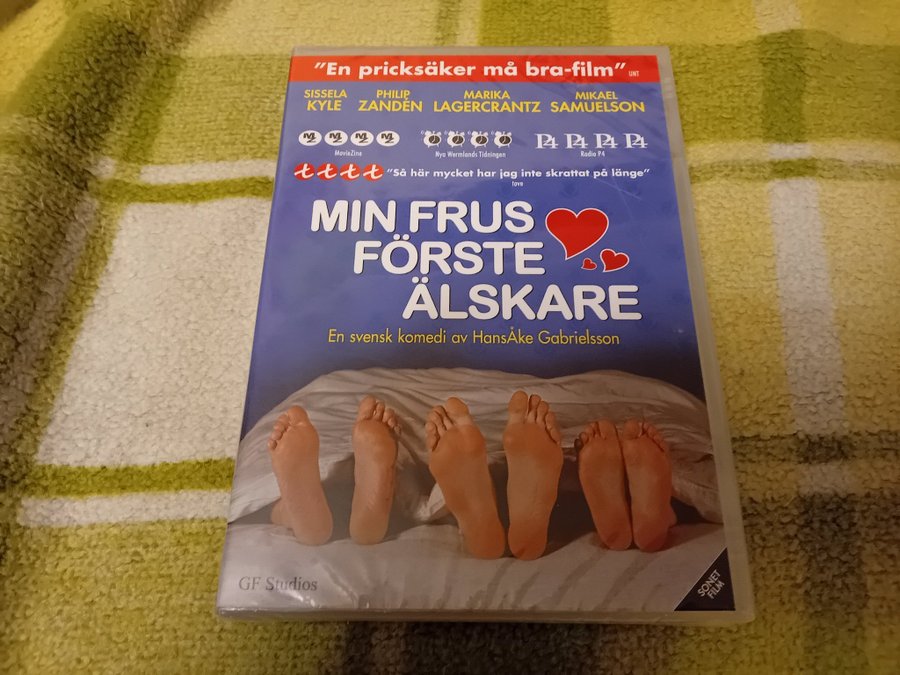 "En pricksäker må bra-film" UNT
SISSELA KYLE
PHILIP ZANDÉN
MARIKA LAGERCRANTZ
MIKAEL SAMUELSON
MovieZine
Nya Wermlands Tidningen
P4 P4 P4 P4
Radio P4
t t t t "Så här mycket har jag inte skrattat på länge"
MIN FRUS
FÖRSTE
ÄLSKARE
En svensk komedi av HansÅke Gabrielsson
GF Studios
SONET
FILM